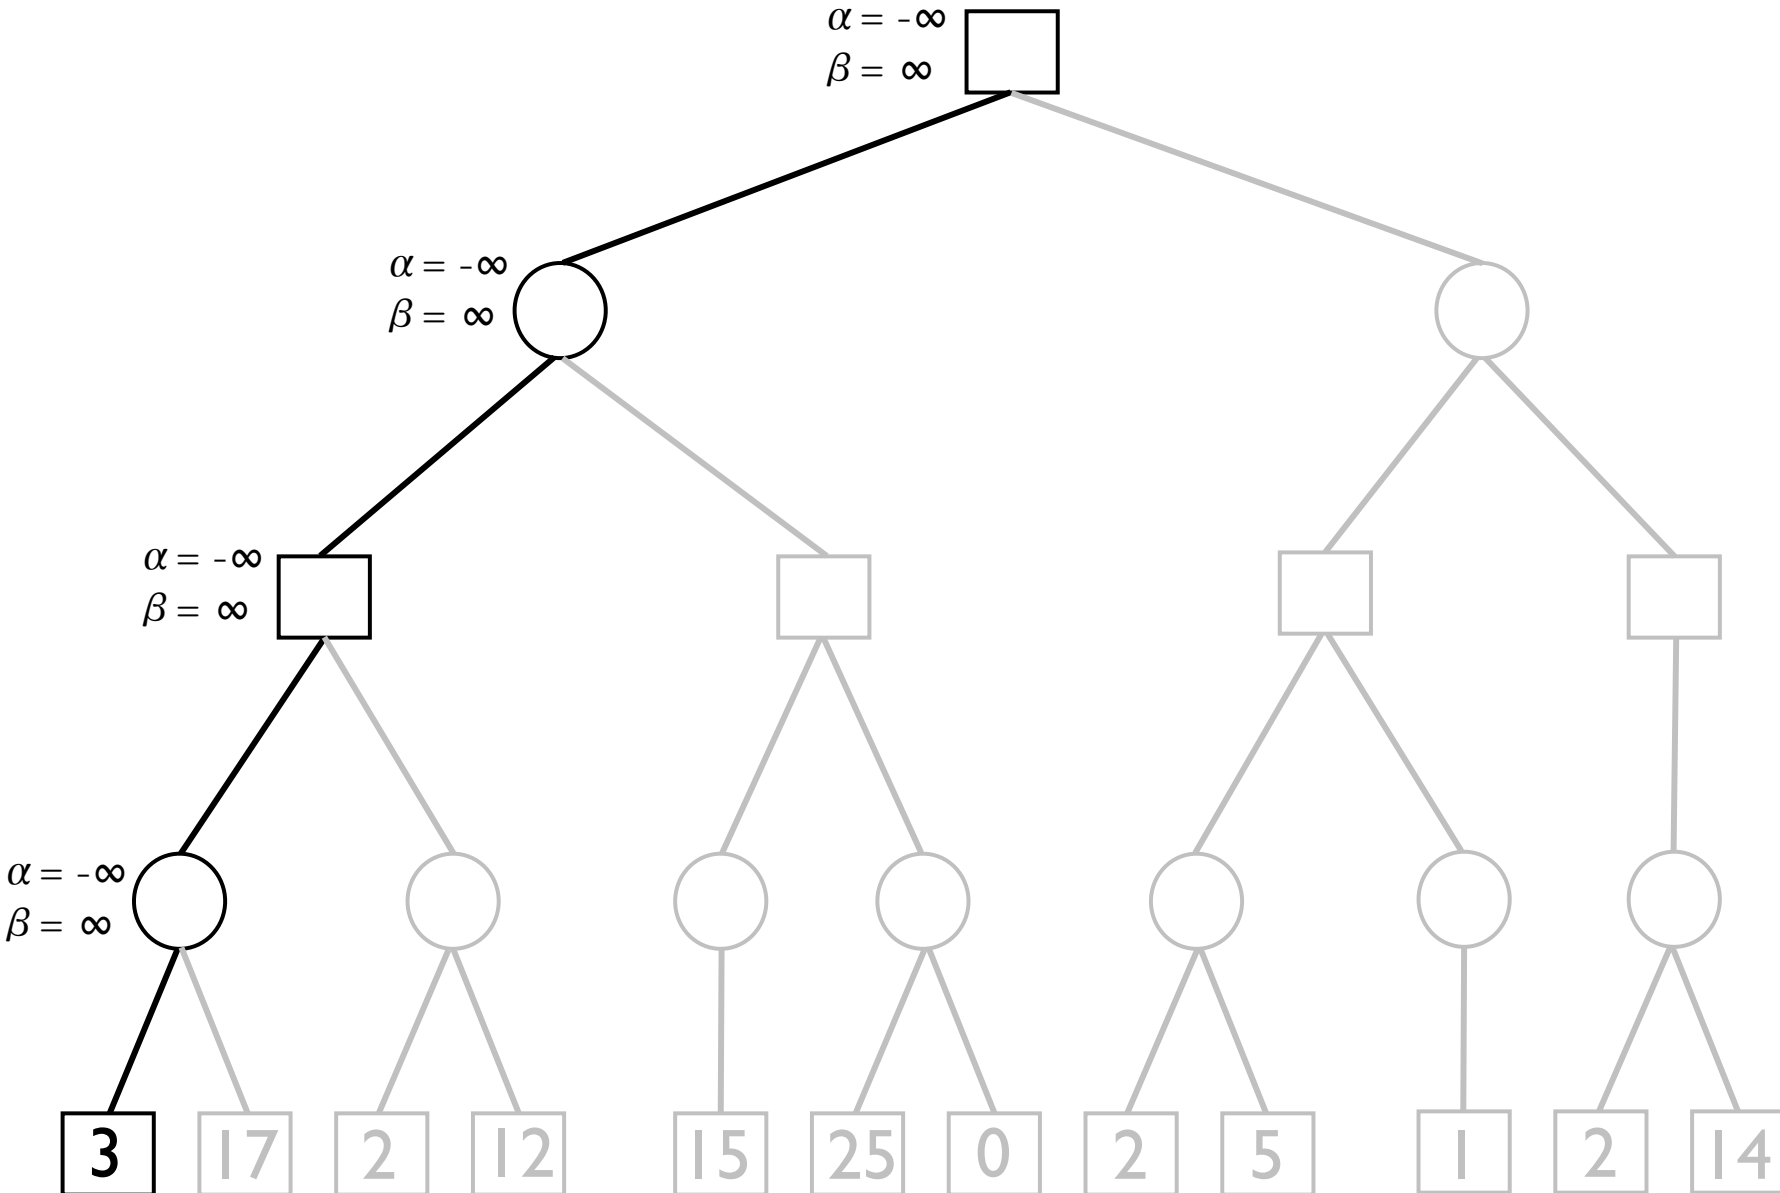 α = -∞
β = ∞
α = -∞
β = ∞
α = -∞
β = ∞
α = -∞
β = ∞
3 17 2 12 15 25 0 2 5 1 2 14